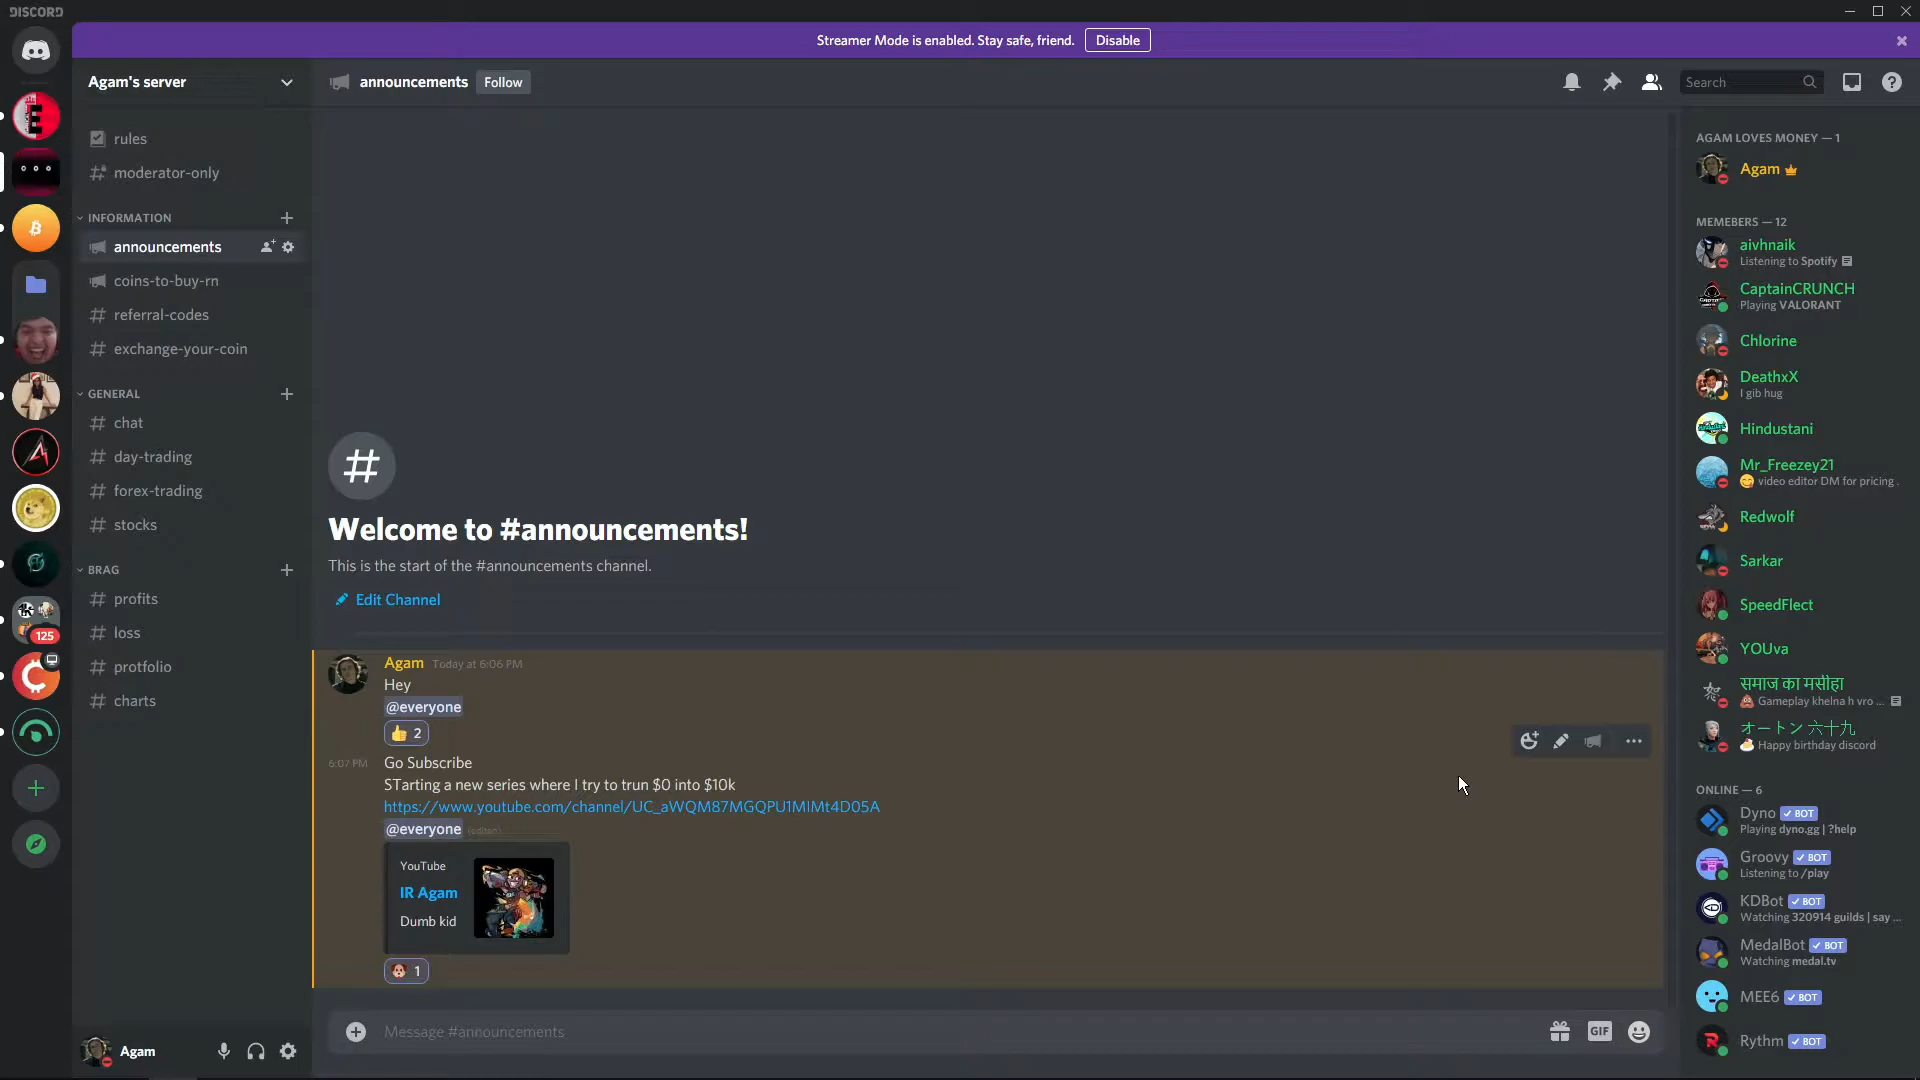 DISCORD
Streamer Mode is enabled. Stay safe, friend. Disable
Agam's server
rules
moderator-only
INFORMATION
announcements
coins-to-buy-rn
referral-codes
exchange-your-coin
GENERAL
chat
day-trading
forex-trading
stocks
BRAG
profits
loss
protfolio
charts
125
Agam
announcements Follow
Search
Welcome to #announcements!
This is the start of the #announcements channel.
Edit Channel
Agam Today at 6:06 PM
Hey
@everyone
2
6:07 PM Go Subscribe
STarting a new series where I try to trun $0 into $10k
https://www.youtube.com/channel/UC_aWQM87MGQPU1MIMt4D05A
@everyone (edited)
YouTube
IR Agam
Dumb kid
1
Message #announcements
GIF
AGAM LOVES MONEY — 1
Agam
MEMEBERS — 12
aivhnaik
Listening to Spotify
CaptainCRUNCH
Playing VALORANT
Chlorine
DeathxX
I gib hug
Hindustani
Mr_Freezey21
video editor DM for pricing .
Redwolf
Sarkar
SpeedFlect
YOUva
समाज का मसीहा
Gameplay khelna h vro ...
オートン 六十九
Happy birthday discord
ONLINE — 6
Dyno BOT
Playing dyno.gg | ?help
Groovy BOT
Listening to /play
KDBot BOT
Watching 320914 guilds | say ...
MedalBot BOT
Watching medal.tv
MEE6 BOT
Rythm BOT